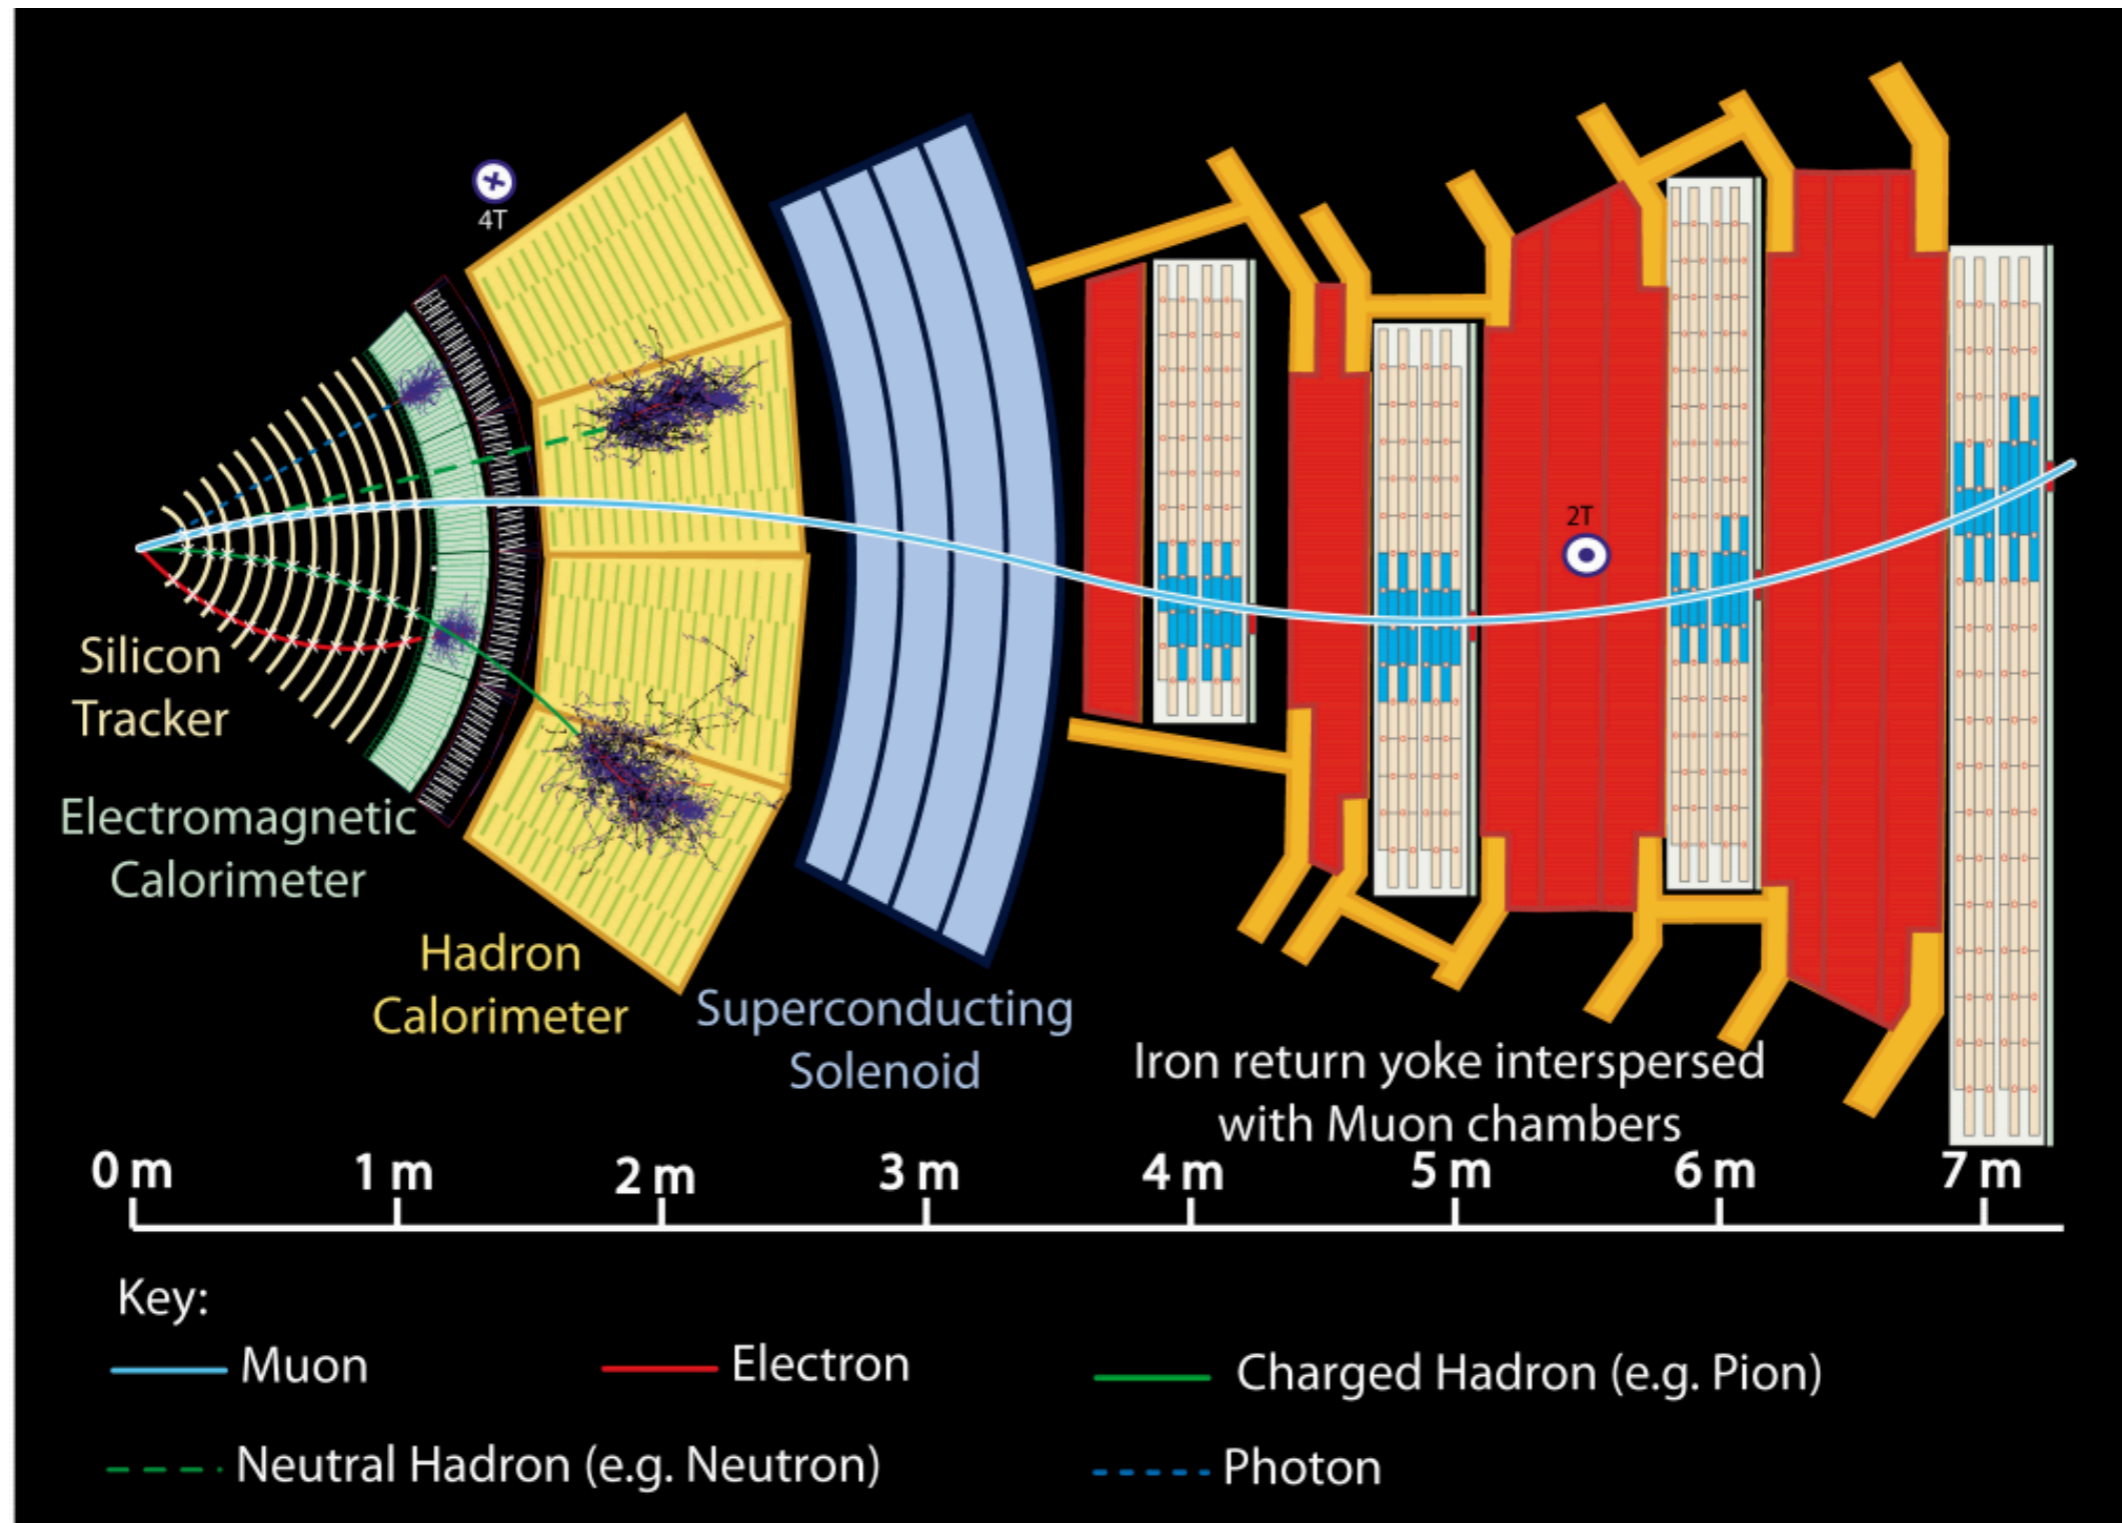 4T
2T
Silicon
Tracker
Electromagnetic
Calorimeter
Hadron
Calorimeter
Superconducting
Solenoid
Iron return yoke interspersed
with Muon chambers
0 m 1 m 2 m 3 m 4 m 5 m 6 m 7 m
Key:
Muon Electron Charged Hadron (e.g. Pion)
Neutral Hadron (e.g. Neutron) Photon